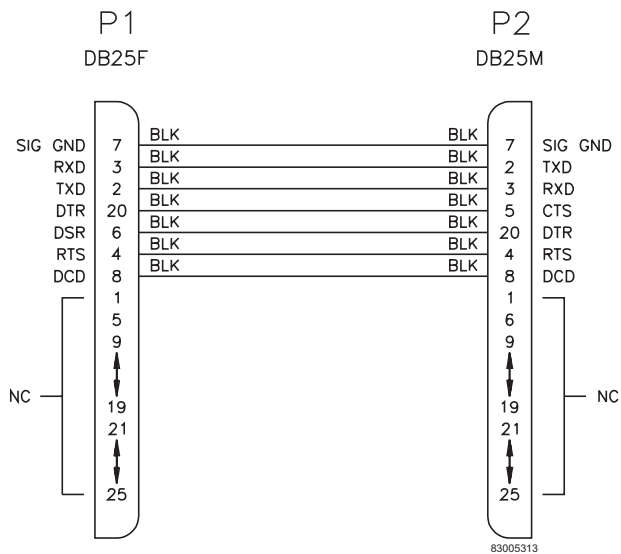 P1 P2
DB25F DB25M
BLK BLK
SIG GND 7 7 SIG GND
BLK BLK
RXD 3 2 TXD
BLK BLK
TXD 2 3 RXD
BLK BLK
DTR 20 5 CTS
BLK BLK
DSR 6 20 DTR
BLK BLK
RTS 4 4 RTS
BLK BLK
DCD 8 8 DCD
1 1
5 6
9 9
NC NC
19 19
21 21
25 25
83005313